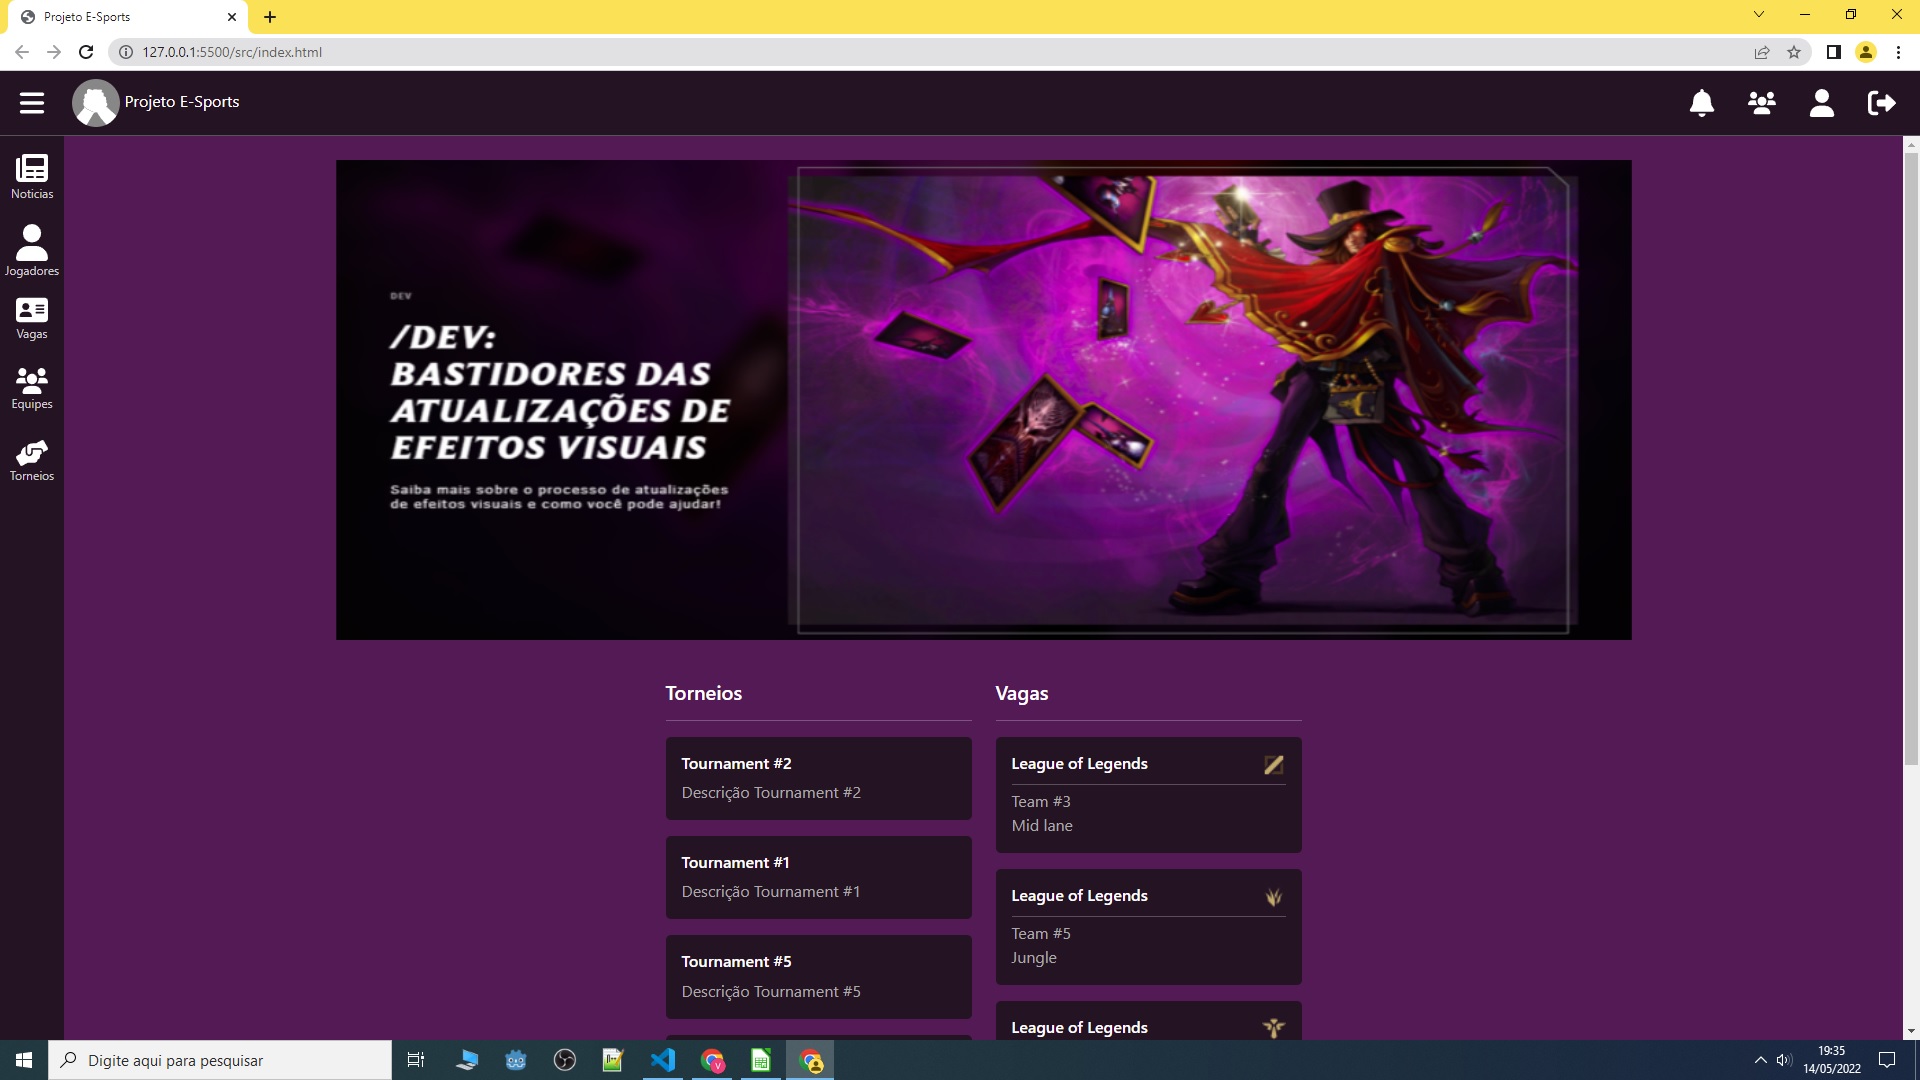 Projeto E-Sports
127.0.0.1:5500/src/index.html
Projeto E-Sports
Noticias
Jogadores
Vagas
Equipes
Torneios
DEV
/DEV:
BASTIDORES DAS
ATUALIZAÇÕES DE
EFEITOS VISUAIS
Saiba mais sobre o processo de atualizações
de efeitos visuais e como você pode ajudar!
Torneios
Tournament #2
Descrição Tournament #2
Tournament #1
Descrição Tournament #1
Tournament #5
Descrição Tournament #5
Vagas
League of Legends
Team #3
Mid lane
League of Legends
Team #5
Jungle
League of Legends
Digite aqui para pesquisar
V
19:35
14/05/2022